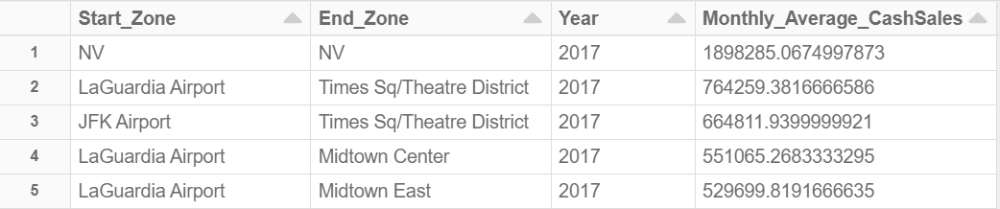 Start_Zone End_Zone Year Monthly_Average_CashSales
1 NV NV 2017 1898285.0674997873
2 LaGuardia Airport Times Sq/Theatre District 2017 764259.3816666586
3 JFK Airport Times Sq/Theatre District 2017 664811.9399999921
4 LaGuardia Airport Midtown Center 2017 551065.2683333295
5 LaGuardia Airport Midtown East 2017 529699.8191666635